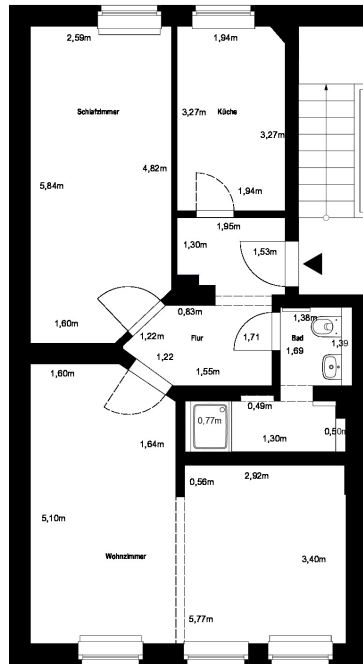 2,59m
1,94m
Schlafzimmer
3,27m
Küche
3,27m
4,82m
5,84m
1,94m
1,95m
1,30m
1,53m
0,83m
1,60m
1,22m
Flur
1,71
1,38m
Bad
1,39
1,69
1,22
1,55m
1,60m
0,49m
0,77m
0,50m
1,30m
1,64m
0,56m
2,92m
5,10m
Wohnzimmer
3,40m
5,77m